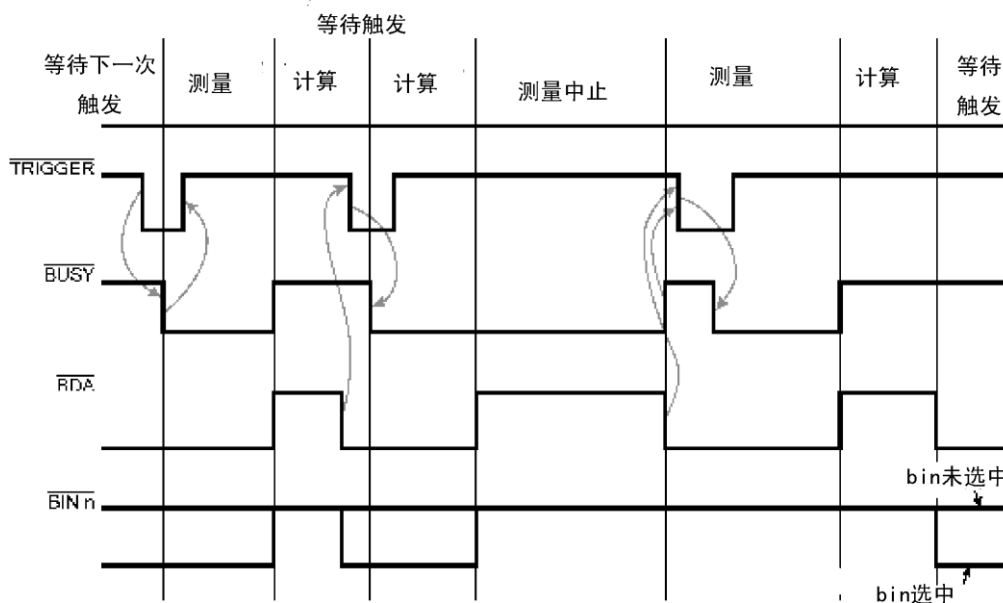 等待触发
等待下一次
触发
测量
计算
计算
测量中止
测量
计算
等待
触发
TRIGGER
BUSY
BDA
BIN n
bin未选中
bin选中